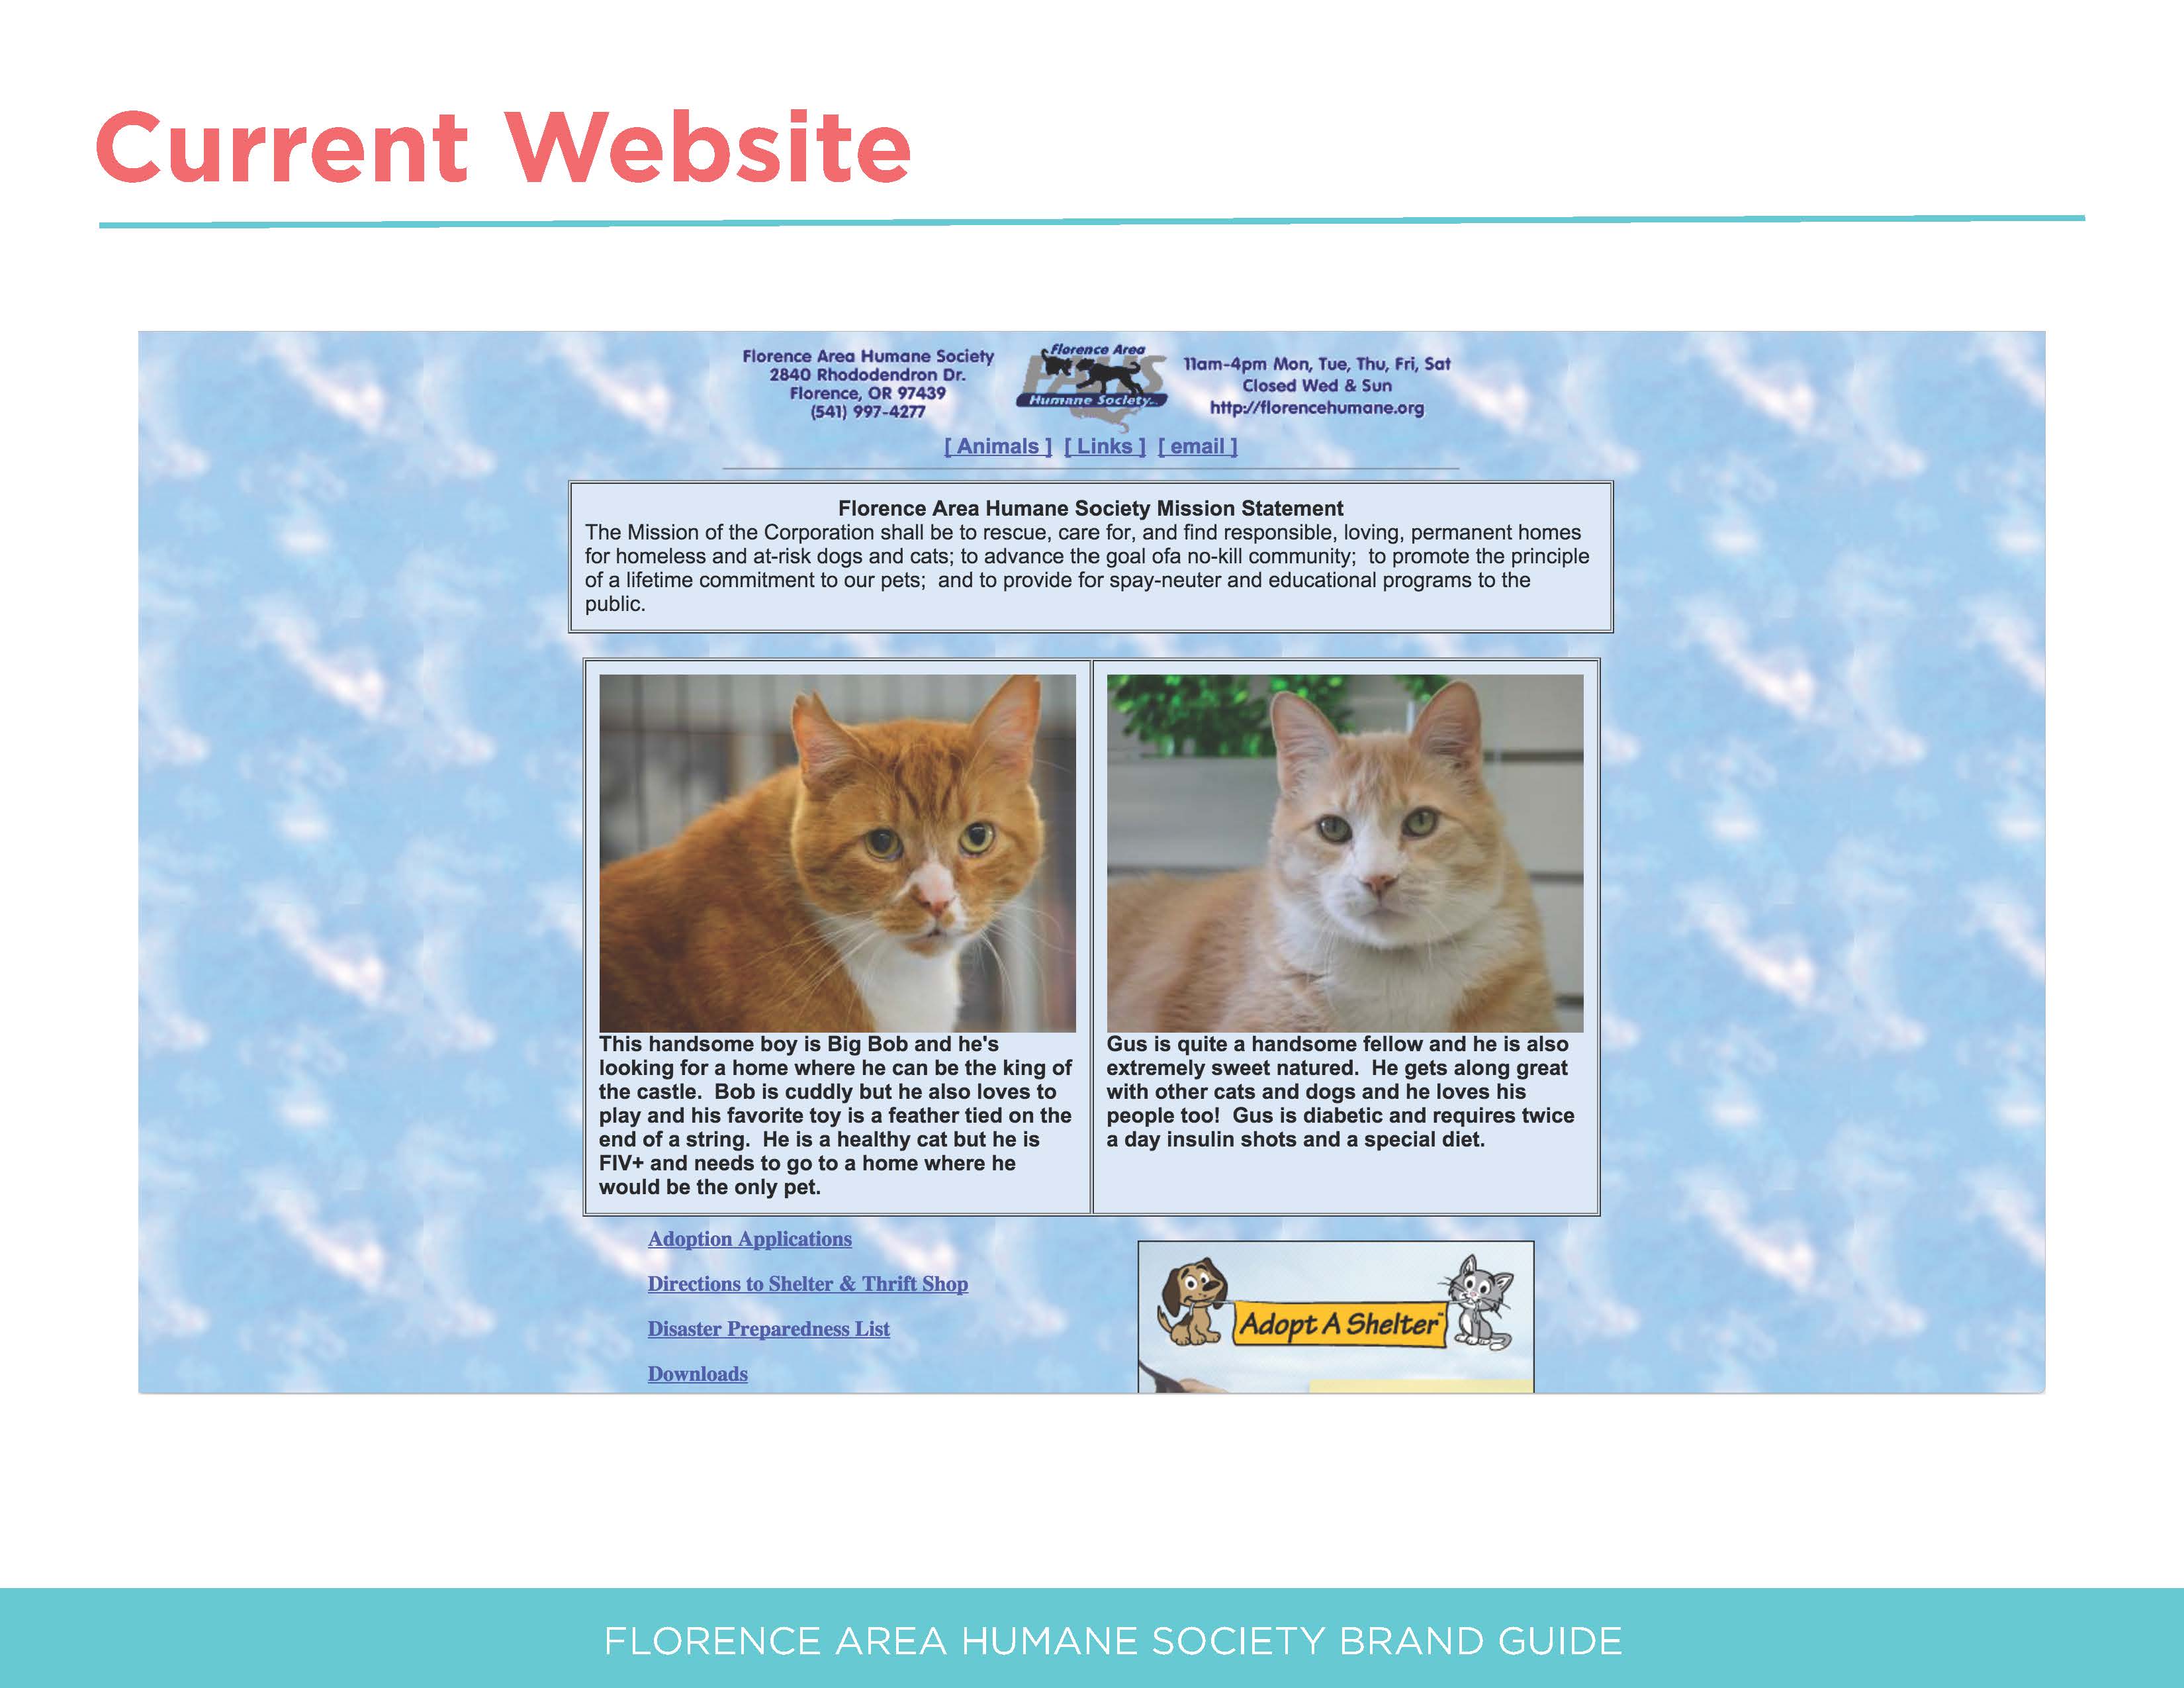 Current Website
Florence Area Humane Society
2840 Rhododendron Dr.
Florence, OR 97439
(541) 997-4277
Florence Area
FAHS
Humane Society
11am-4pm Mon, Tue, Thu, Fri, Sat
Closed Wed & Sun
http://florencehumane.org
[ Animals ] [ Links ] [ email ]
Florence Area Humane Society Mission Statement
The Mission of the Corporation shall be to rescue, care for, and find responsible, loving, permanent homes
for homeless and at-risk dogs and cats; to advance the goal ofa no-kill community;  to promote the principle
of a lifetime commitment to our pets;  and to provide for spay-neuter and educational programs to the
public.
This handsome boy is Big Bob and he's
looking for a home where he can be the king of
the castle.  Bob is cuddly but he also loves to
play and his favorite toy is a feather tied on the
end of a string.  He is a healthy cat but he is
FIV+ and needs to go to a home where he
would be the only pet.
Gus is quite a handsome fellow and he is also
extremely sweet natured.  He gets along great
with other cats and dogs and he loves his
people too!  Gus is diabetic and requires twice
a day insulin shots and a special diet.
Adoption Applications
Directions to Shelter & Thrift Shop
Disaster Preparedness List
Downloads
Adopt A Shelter™
FLORENCE AREA HUMANE SOCIETY BRAND GUIDE